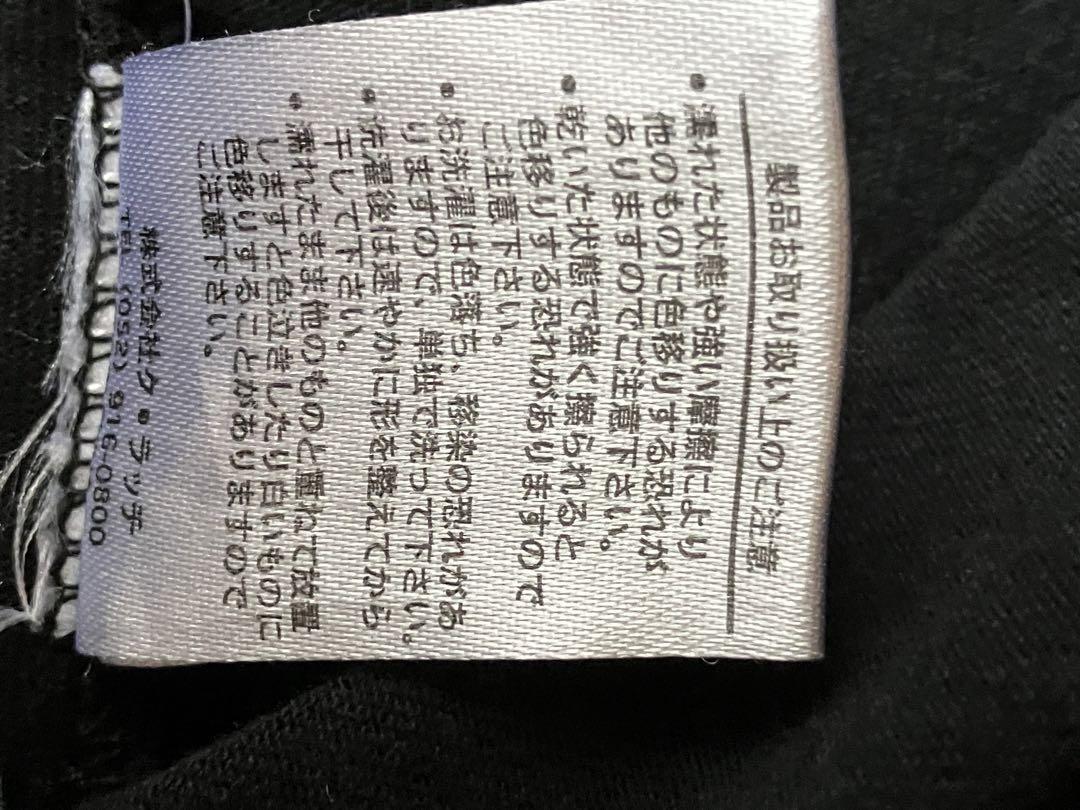 製品お取り扱い上のご注意
● 濡れた状態や強い摩擦により
他のものに色移りする恐れが
ありますのでご注意下さい。
● 乾いた状態で強く擦られると
色移りする恐れがありますので
ご注意下さい。
● お洗濯は色落ち、移染の恐れがあ
りますので、単独で洗って下さい。
● 洗濯後は速やかに形を整えてから
干して下さい。
● 濡れたまま他のものと重ねて放置
しますと色泣きしたり白いものに
色移りすることがありますので
ご注意下さい。
株式会社ク・ラッチ
TEL (052) 916-0800